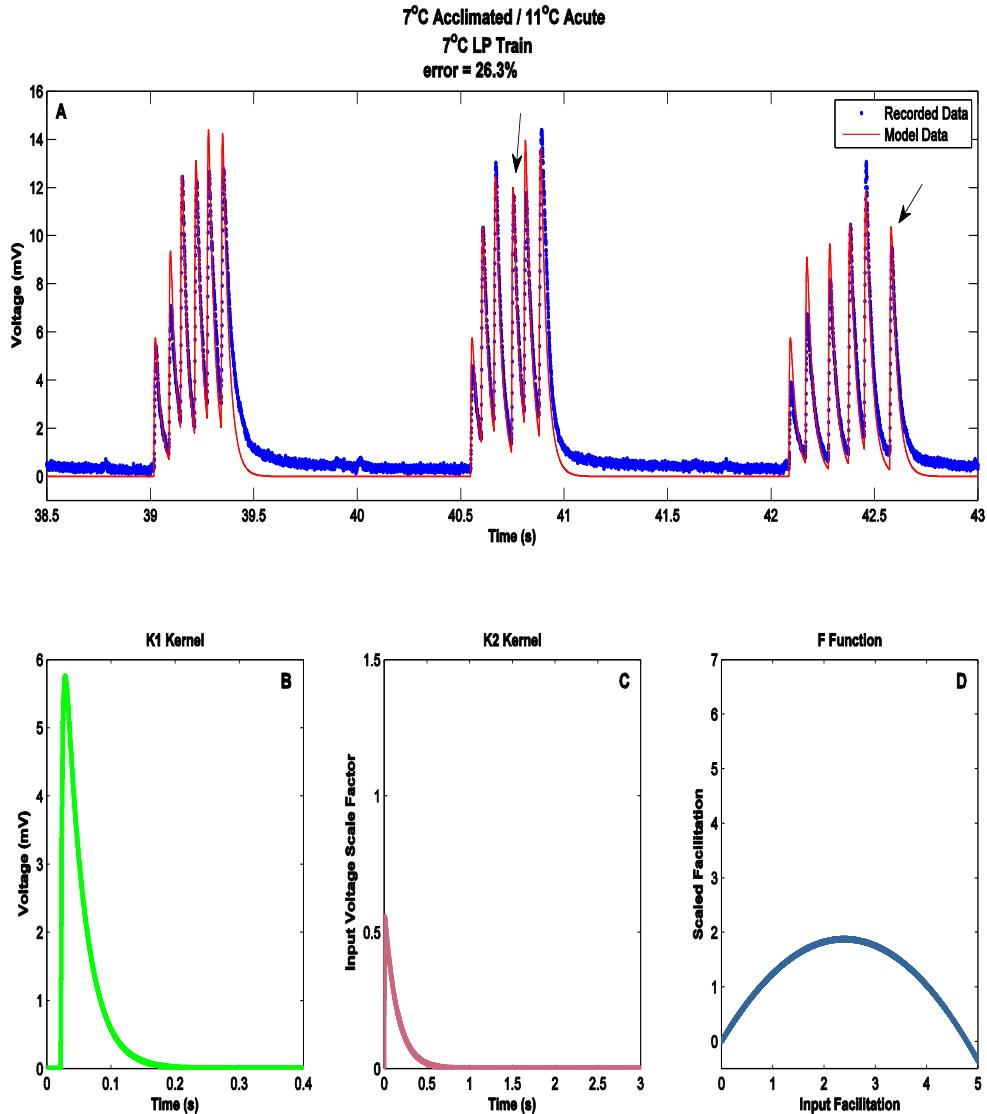 7°C Acclimated / 11°C Acute
7°C LP Train
error = 26.3%
A
Recorded Data
Model Data
Voltage (mV)
16
14
12
10
8
6
4
2
0
38.5 39 39.5 40 40.5 41 41.5 42 42.5 43
Time (s)
K1 Kernel
B
Voltage (mV)
6
5
4
3
2
1
0
0 0.1 0.2 0.3 0.4
Time (s)
K2 Kernel
C
Input Voltage Scale Factor
1.5
1
0.5
0
0 0.5 1 1.5 2 2.5 3
Time (s)
F Function
D
Scaled Facilitation
7
6
5
4
3
2
1
0
0 1 2 3 4 5
Input Facilitation